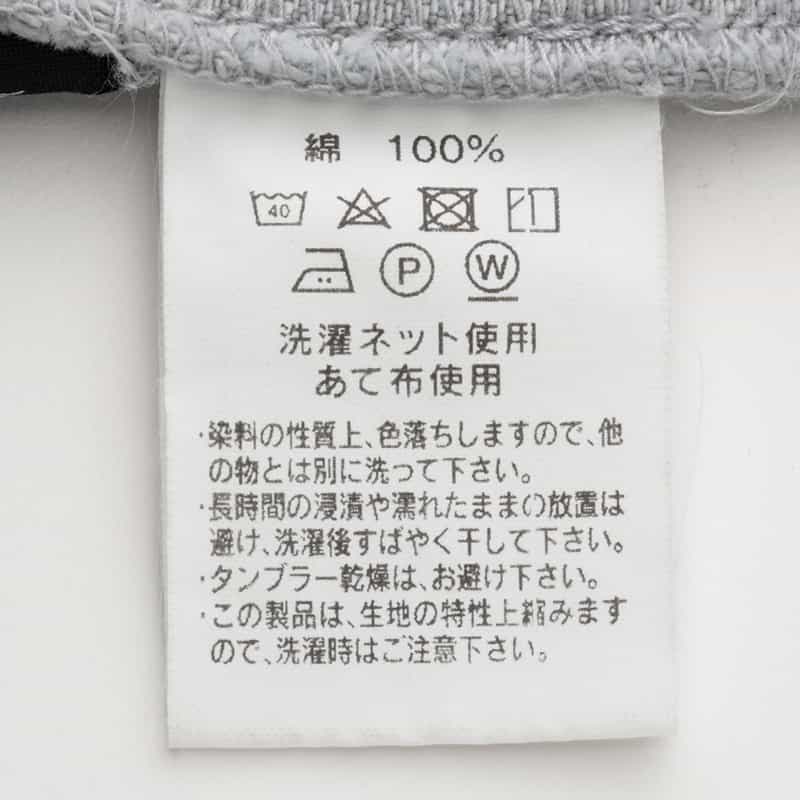 綿　100%
40
P W
洗濯ネット使用
あて布使用
･染料の性質上､色落ちしますので､他
の物とは別に洗って下さい｡
･長時間の浸漬や濡れたままの放置は
避け､洗濯後すばやく干して下さい｡
･タンブラー乾燥は､お避け下さい｡
･この製品は､生地の特性上縮みます
ので､洗濯時はご注意下さい｡